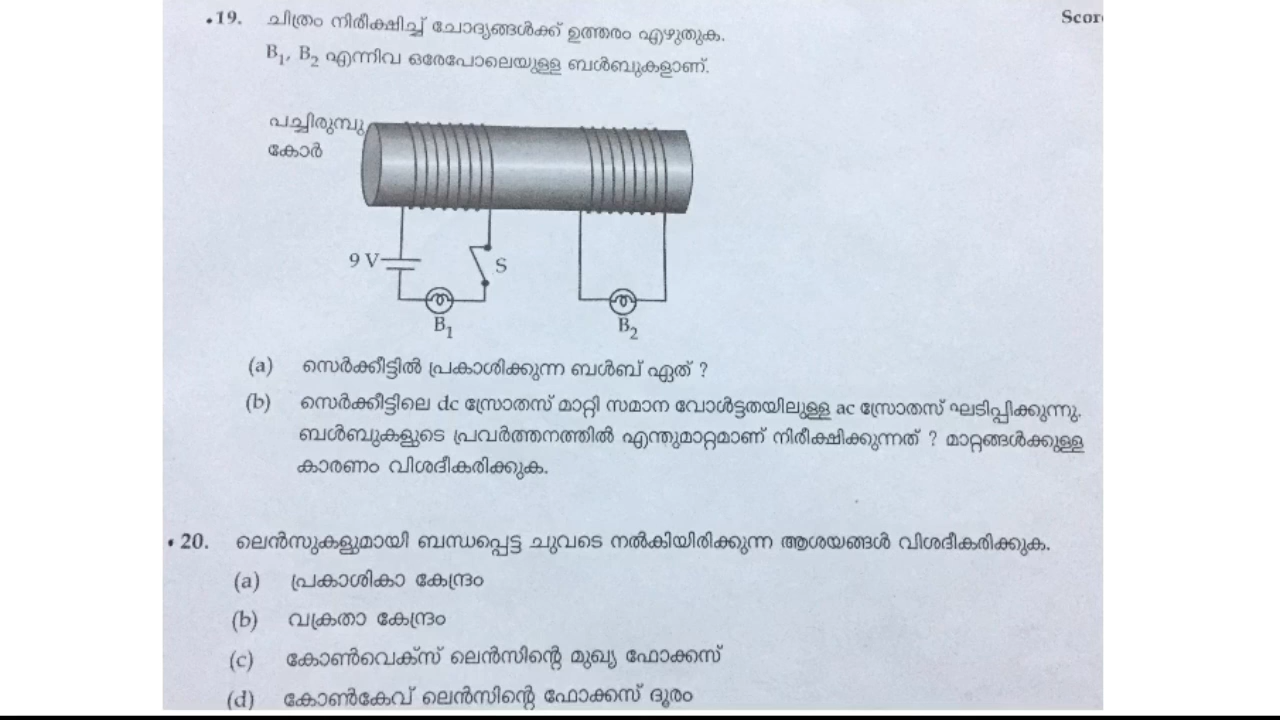 •19. ചിത്രം നിരീക്ഷിച്ച് ചോദ്യങ്ങൾക്ക് ഉത്തരം എഴുതുക. Scor
B₁, B₂ എന്നിവ ഒരേപോലെയുള്ള ബൾബുകളാണ്.
പച്ചിരുമ്പു
കോർ
9 V
S
B₁ B₂
(a) സെർക്കീട്ടിൽ പ്രകാശിക്കുന്ന ബൾബ് ഏത് ?
(b) സെർക്കീട്ടിലെ dc സ്രോതസ് മാറ്റി സമാന വോൾട്ടതയിലുള്ള ac സ്രോതസ് ഘടിപ്പിക്കുന്നു.
ബൾബുകളുടെ പ്രവർത്തനത്തിൽ എന്തുമാറ്റമാണ് നിരീക്ഷിക്കുന്നത് ? മാറ്റങ്ങൾക്കുള്ള
കാരണം വിശദീകരിക്കുക.
• 20. ലെൻസുകളുമായി ബന്ധപ്പെട്ട ചുവടെ നൽകിയിരിക്കുന്ന ആശയങ്ങൾ വിശദീകരിക്കുക.
(a) പ്രകാശികാ കേന്ദ്രം
(b) വക്രതാ കേന്ദ്രം
(c) കോൺവെക്സ് ലെൻസിന്റെ മുഖ്യ ഫോക്കസ്
(d) കോൺകേവ് ലെൻസിന്റെ ഫോക്കസ് ദൂരം